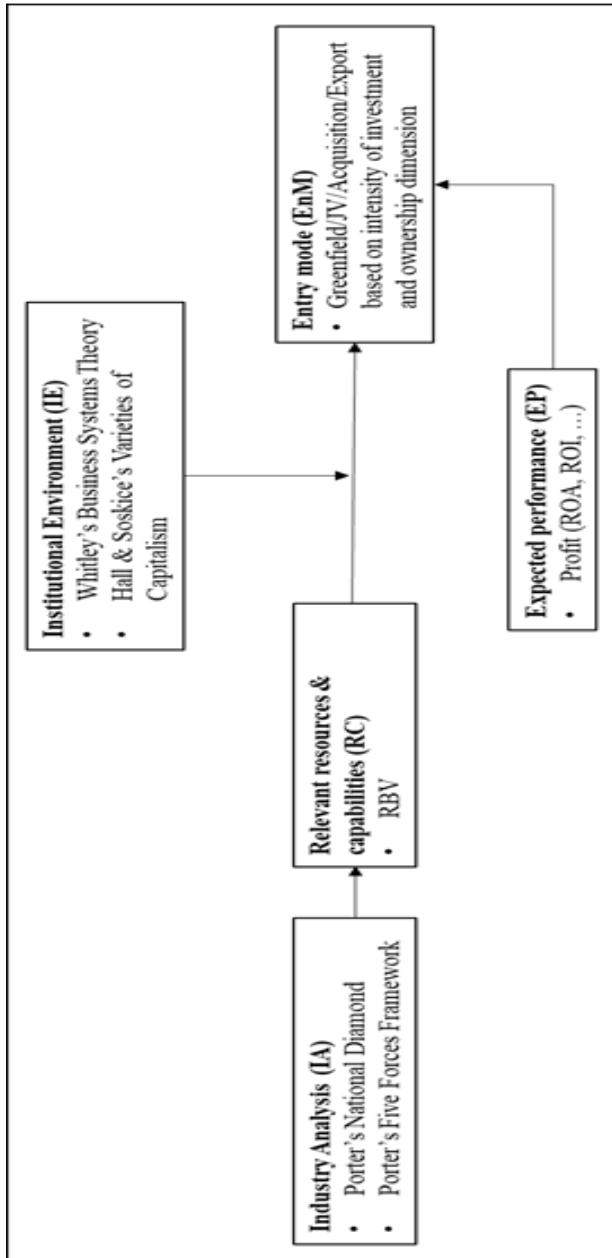 Industry Analysis (IA)
• Porter's National Diamond
• Porter's Five Forces Framework
Relevant resources &
capabilities (RC)
• RBV
Institutional Environment (IE)
• Whitley's Business Systems Theory
• Hall & Soskice's Varieties of
Capitalism
Entry mode (EnM)
• Greenfield/JV/Acquisition/Export
based on intensity of investment
and ownership dimension
Expected performance (EP)
• Profit (ROA, ROI, …)